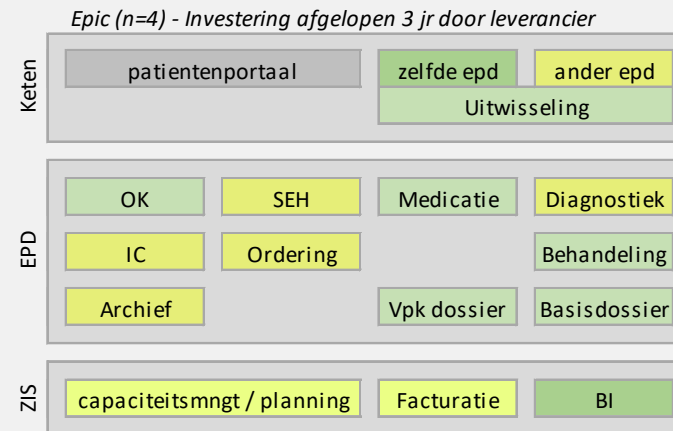 Epic (n=4) - Investering afgelopen 3 jr door leverancier
Keten
patientenportaal
zelfde epd
ander epd
Uitwisseling
EPD
OK
SEH
Medicatie
Diagnostiek
IC
Ordering
Behandeling
Archief
Vpk dossier
Basisdossier
ZIS
capaciteitsmngt / planning
Facturatie
BI